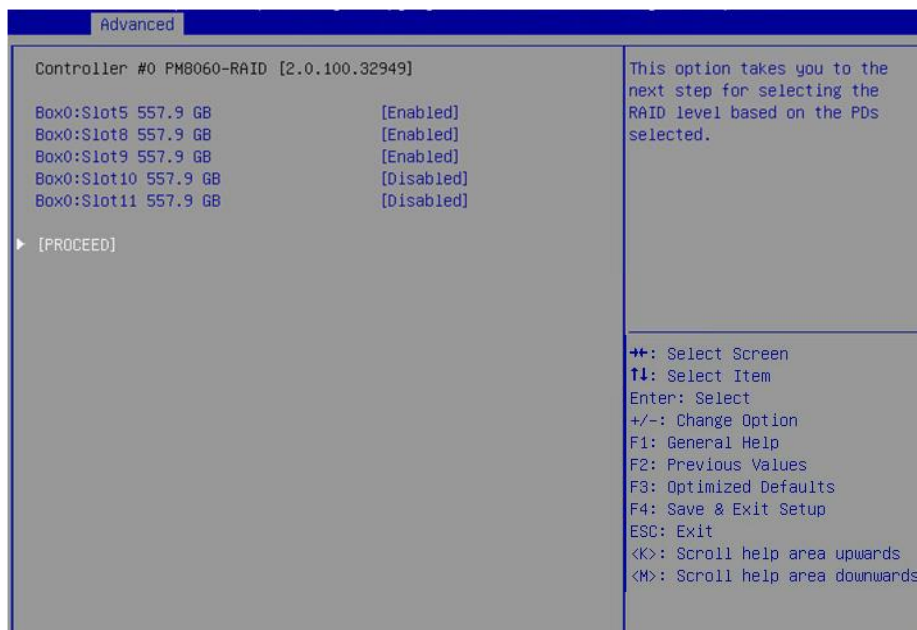 Advanced
Controller #0 PM8060-RAID [2.0.100.32949]
Box0:Slot5 557.9 GB [Enabled]
Box0:Slot8 557.9 GB [Enabled]
Box0:Slot9 557.9 GB [Enabled]
Box0:Slot10 557.9 GB [Disabled]
Box0:Slot11 557.9 GB [Disabled]
[PROCEED]
This option takes you to the
next step for selecting the
RAID level based on the PDs
selected.
→←: Select Screen
↑↓: Select Item
Enter: Select
+/-: Change Option
F1: General Help
F2: Previous Values
F3: Optimized Defaults
F4: Save & Exit Setup
ESC: Exit
<K>: Scroll help area upwards
<M>: Scroll help area downwards